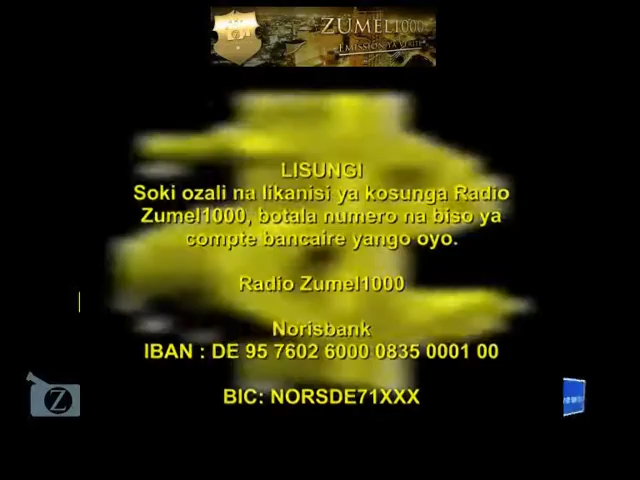 ZUMEL1000
EMISSION YA VERITE
LISUNGI
Soki ozali na likanisi ya kosunga Radio
Zumel1000, botala numero na biso ya
compte bancaire yango oyo.
Radio Zumel1000
Norisbank
IBAN : DE 95 7602 6000 0835 0001 00
BIC: NORSDE71XXX
Z